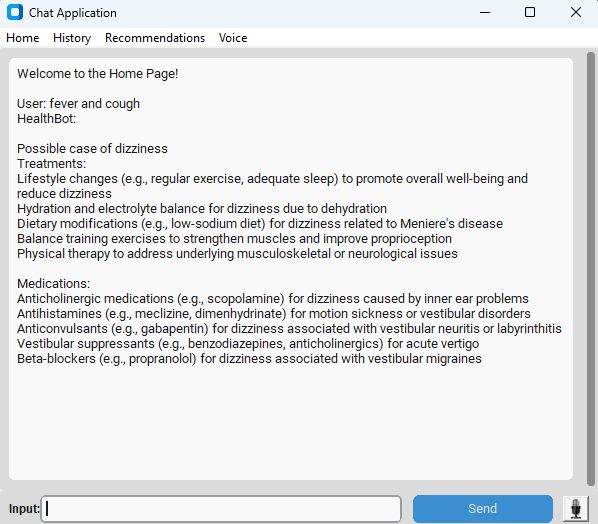 Chat Application
Home History Recommendations Voice
Welcome to the Home Page!
User: fever and cough
HealthBot:
Possible case of dizziness
Treatments:
Lifestyle changes (e.g., regular exercise, adequate sleep) to promote overall well-being and
reduce dizziness
Hydration and electrolyte balance for dizziness due to dehydration
Dietary modifications (e.g., low-sodium diet) for dizziness related to Meniere's disease
Balance training exercises to strengthen muscles and improve proprioception
Physical therapy to address underlying musculoskeletal or neurological issues
Medications:
Anticholinergic medications (e.g., scopolamine) for dizziness caused by inner ear problems
Antihistamines (e.g., meclizine, dimenhydrinate) for motion sickness or vestibular disorders
Anticonvulsants (e.g., gabapentin) for dizziness associated with vestibular neuritis or labyrinthitis
Vestibular suppressants (e.g., benzodiazepines, anticholinergics) for acute vertigo
Beta-blockers (e.g., propranolol) for dizziness associated with vestibular migraines
Input: Send